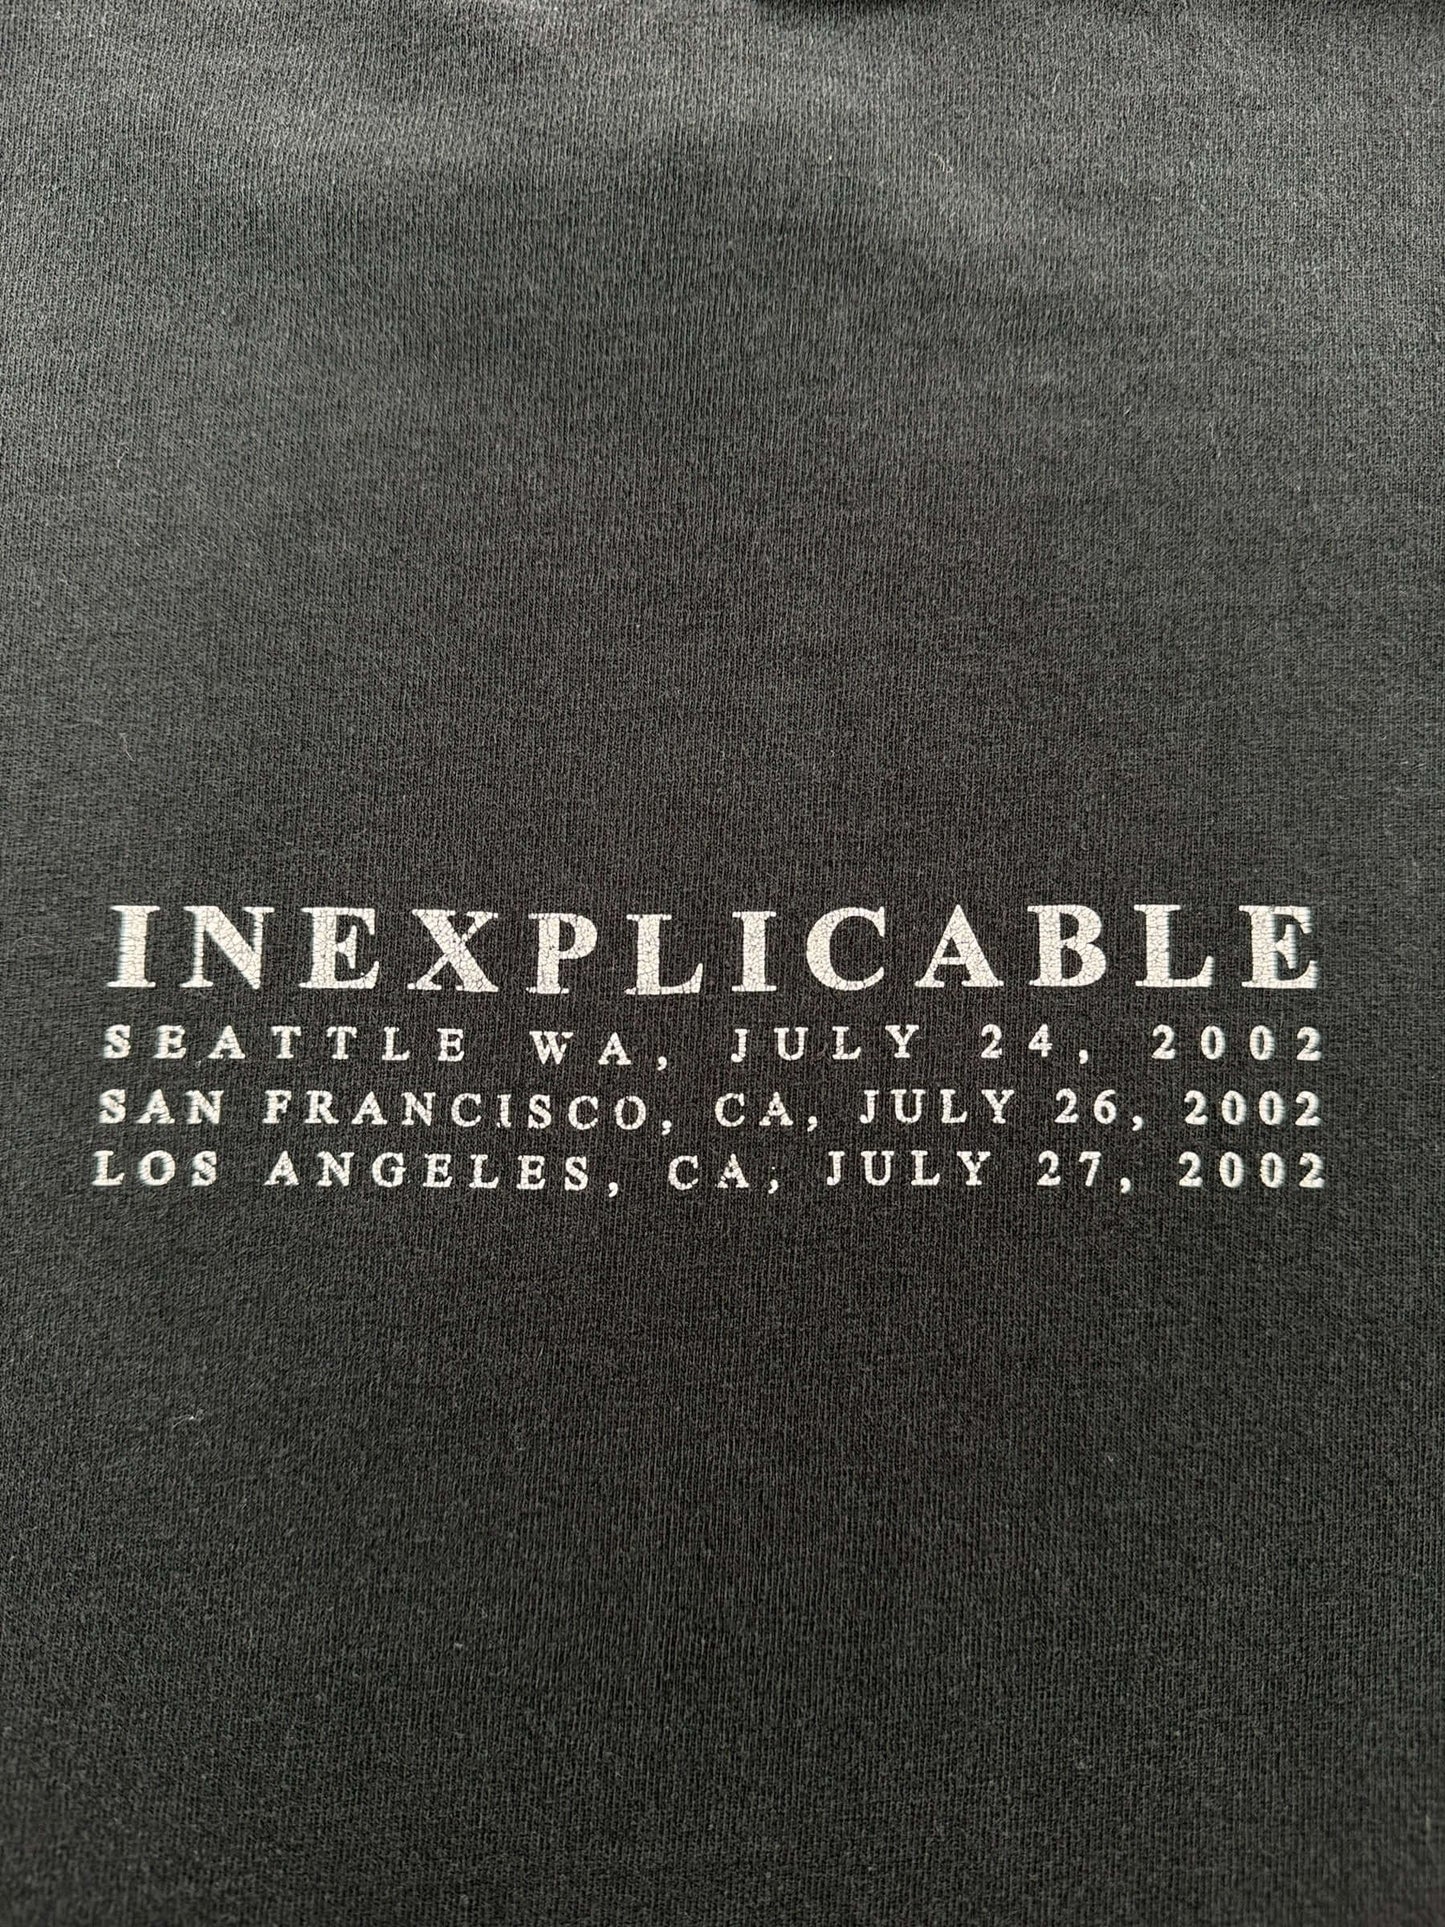 INEXPLICABLE
SEATTLE WA, JULY 24, 2002
SAN FRANCISCO, CA, JULY 26, 2002
LOS ANGELES, CA, JULY 27, 2002